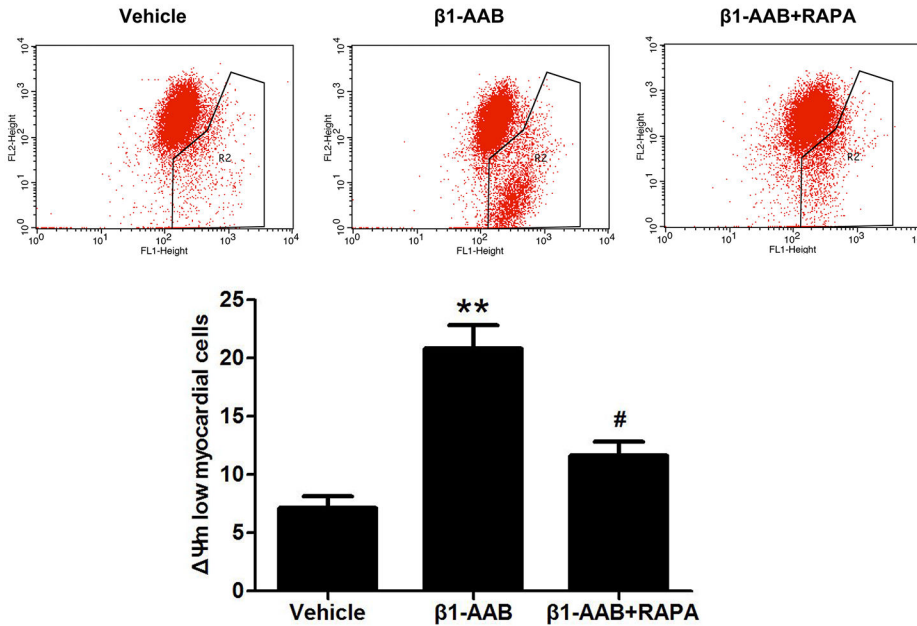 Vehicle
β1-AAB
β1-AAB+RAPA
10⁴
10³
10²
10¹
10⁰
FL2-Height
R2
10⁰
10¹
10²
10³
10⁴
FL1-Height
10⁴
10³
10²
10¹
10⁰
FL2-Height
R2
10⁰
10¹
10²
10³
10⁴
FL1-Height
10⁴
10³
10²
10¹
10⁰
FL2-Height
R2
10⁰
10¹
10²
10³
FL1-Height
ΔΨm low myocardial cells
25
20
15
10
5
0
**
#
Vehicle
β1-AAB
β1-AAB+RAPA